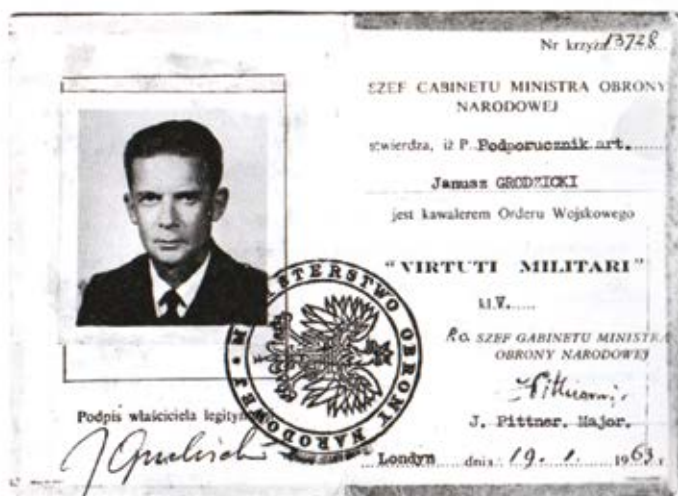 Nr krzyża 13728
SZEF GABINETU MINISTRA OBRONY
NARODOWEJ
stwierdza, iż P. Podporucznik art.
Janusz GRODZICKI
jest kawalerem Orderu Wojskowego
"VIRTUTI MILITARI"
kl. V.
SZEF GABINETU MINISTRA
OBRONY NARODOWEJ
J. Pittner. Major.
Londyn dnia 19. 1. 1963 r
MINISTERSTWO OBRONY NARODOWEJ
Podpis właściciela